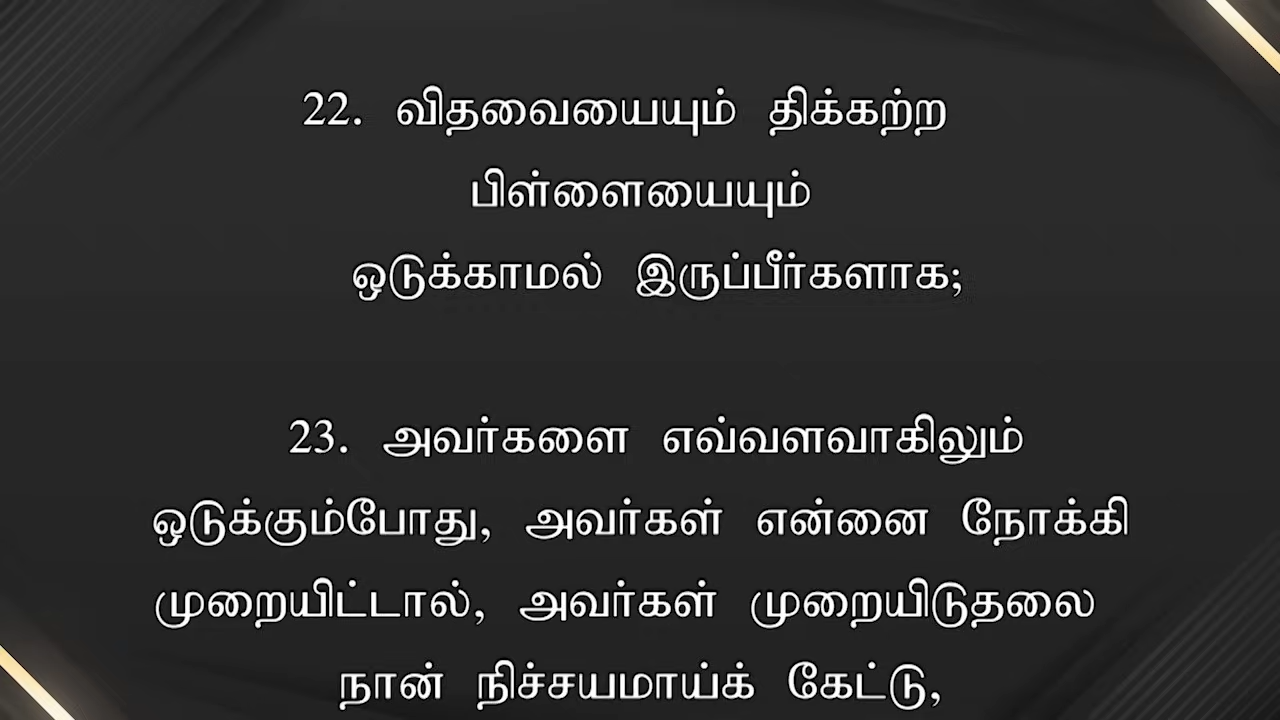 22. விதவையையும் திக்கற்ற
பிள்ளையையும்
ஒடுக்காமல் இருப்பீர்களாக;
23. அவர்களை எவ்வளவாகிலும்
ஒடுக்கும்போது, அவர்கள் என்னை நோக்கி
முறையிட்டால், அவர்கள் முறையிடுதலை
நான் நிச்சயமாய்க் கேட்டு,